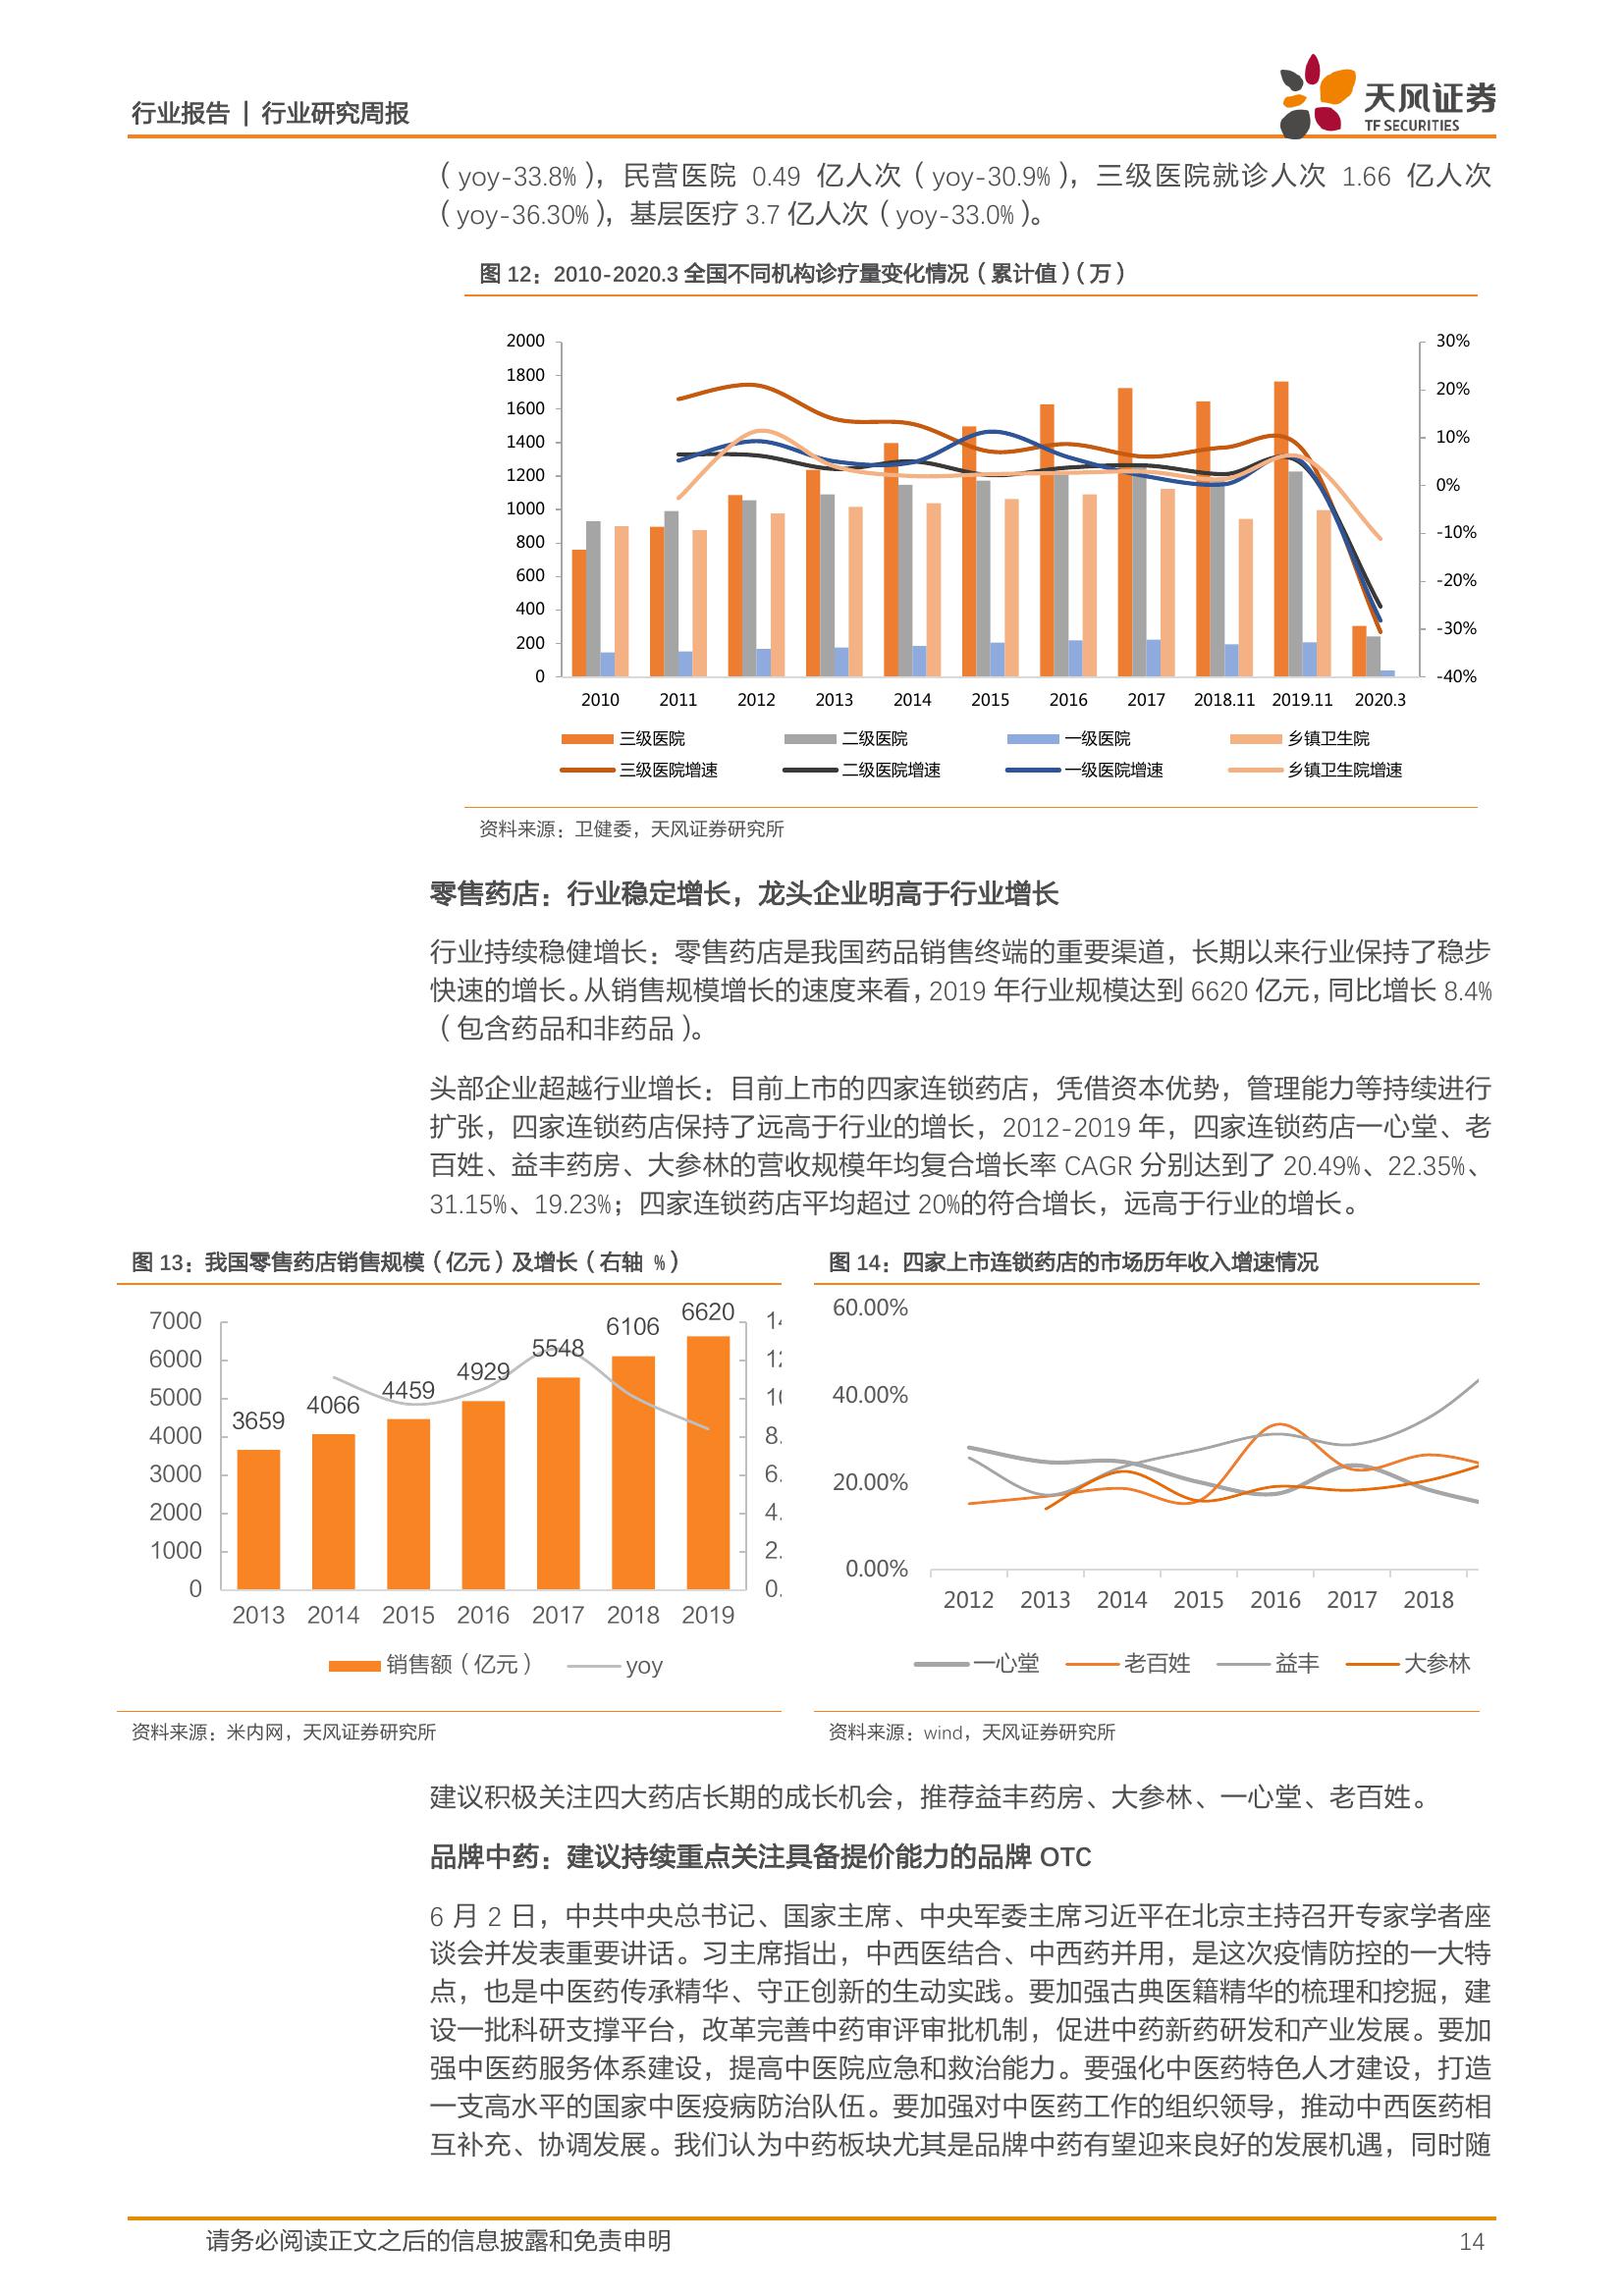 行业报告 | 行业研究周报
天风证券
TF SECURITIES
（yoy-33.8%），民营医院 0.49 亿人次（yoy-30.9%），三级医院就诊人次 1.66 亿人次
（yoy-36.30%），基层医疗 3.7 亿人次（yoy-33.0%）。
图 12：2010-2020.3 全国不同机构诊疗量变化情况（累计值）（万）
2000 30%
1800
1600 20%
1400 10%
1200 0%
1000
800 -10%
600 -20%
400
200 -30%
0 -40%
2010 2011 2012 2013 2014 2015 2016 2017 2018.11 2019.11 2020.3
三级医院 二级医院 一级医院 乡镇卫生院
三级医院增速 二级医院增速 一级医院增速 乡镇卫生院增速
资料来源：卫健委，天风证券研究所
零售药店：行业稳定增长，龙头企业明高于行业增长
行业持续稳健增长：零售药店是我国药品销售终端的重要渠道，长期以来行业保持了稳步
快速的增长。从销售规模增长的速度来看，2019 年行业规模达到 6620 亿元，同比增长 8.4%
（包含药品和非药品）。
头部企业超越行业增长：目前上市的四家连锁药店，凭借资本优势，管理能力等持续进行
扩张，四家连锁药店保持了远高于行业的增长，2012-2019 年，四家连锁药店一心堂、老
百姓、益丰药房、大参林的营收规模年均复合增长率 CAGR 分别达到了 20.49%、22.35%、
31.15%、19.23%；四家连锁药店平均超过 20%的符合增长，远高于行业的增长。
图 13：我国零售药店销售规模（亿元）及增长（右轴 %）
7000
6000
5000
4000
3000
2000
1000
0
3659 4066 4459 4929 5548 6106 6620
8.
6.
4.
2.
0.
2013 2014 2015 2016 2017 2018 2019
销售额（亿元） yoy
资料来源：米内网，天风证券研究所
图 14：四家上市连锁药店的市场历年收入增速情况
60.00%
40.00%
20.00%
0.00%
2012 2013 2014 2015 2016 2017 2018
一心堂 老百姓 益丰 大参林
资料来源：wind，天风证券研究所
建议积极关注四大药店长期的成长机会，推荐益丰药房、大参林、一心堂、老百姓。
品牌中药：建议持续重点关注具备提价能力的品牌 OTC
6 月 2 日，中共中央总书记、国家主席、中央军委主席习近平在北京主持召开专家学者座
谈会并发表重要讲话。习主席指出，中西医结合、中西药并用，是这次疫情防控的一大特
点，也是中医药传承精华、守正创新的生动实践。要加强古典医籍精华的梳理和挖掘，建
设一批科研支撑平台，改革完善中药审评审批机制，促进中药新药研发和产业发展。要加
强中医药服务体系建设，提高中医院应急和救治能力。要强化中医药特色人才建设，打造
一支高水平的国家中医疫病防治队伍。要加强对中医药工作的组织领导，推动中西医药相
互补充、协调发展。我们认为中药板块尤其是品牌中药有望迎来良好的发展机遇，同时随
请务必阅读正文之后的信息披露和免责申明 14